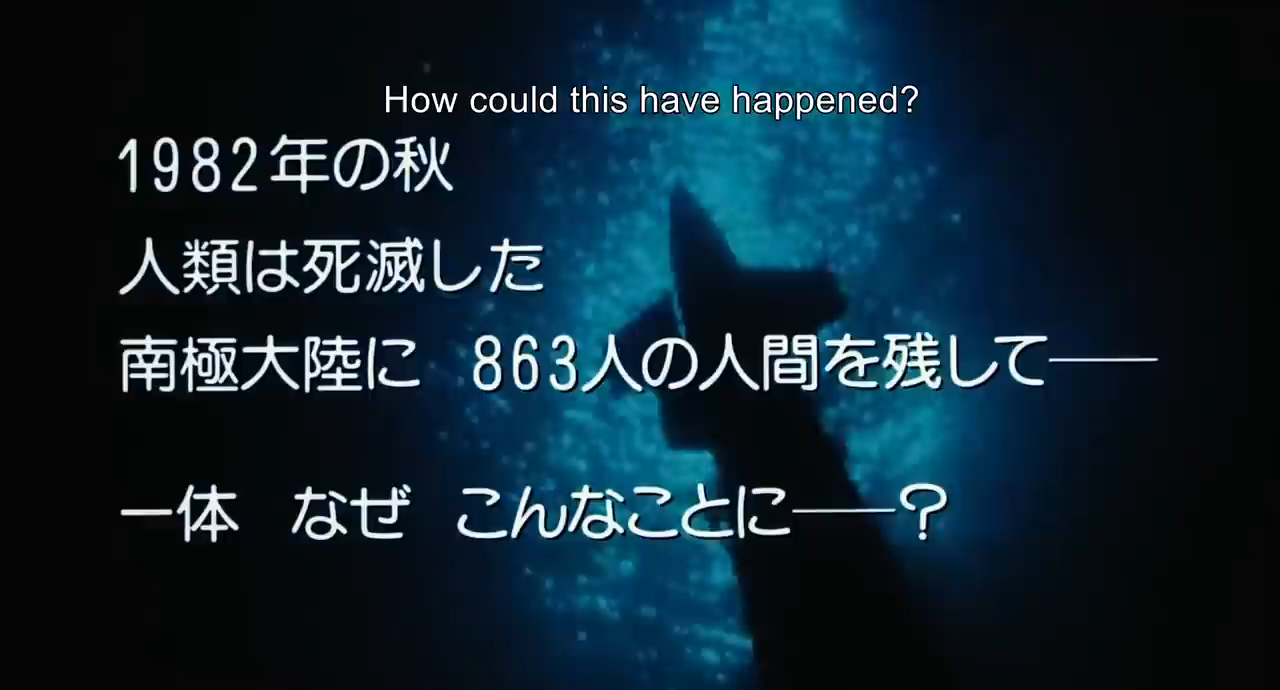 How could this have happened?
1982年の秋
人類は死滅した
南極大陸に　863人の人間を残して――
一体　なぜ　こんなことに――？